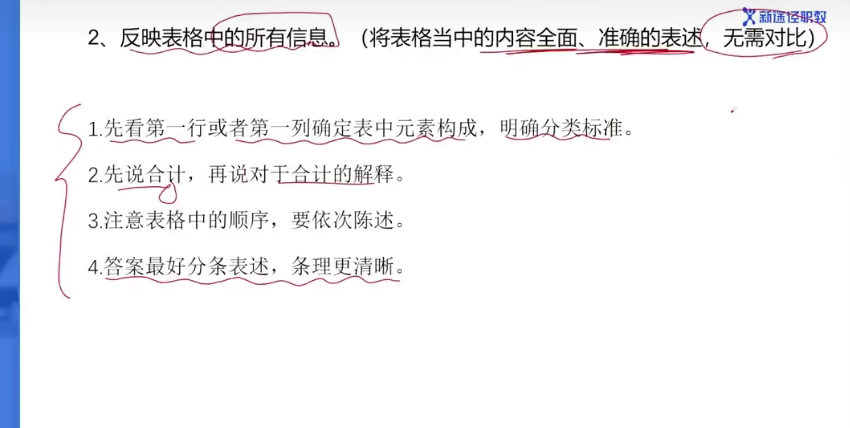 新途径职教
2、反映表格中的所有信息。（将表格当中的内容全面、准确的表述，无需对比）
1.先看第一行或者第一列确定表中元素构成，明确分类标准。
2.先说合计，再说对于合计的解释。
3.注意表格中的顺序，要依次陈述。
4.答案最好分条表述，条理更清晰。